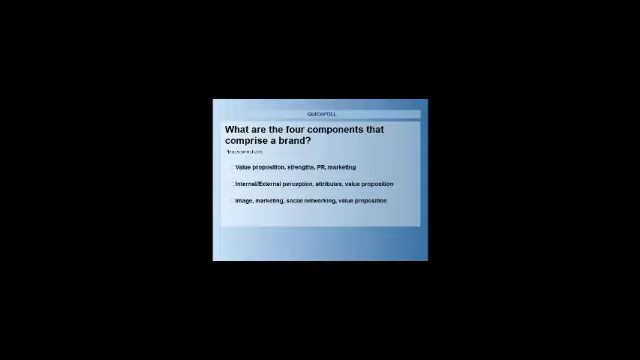 QUICKPOLL
What are the four components that
comprise a brand?
Value proposition, strengths, PR, marketing
Internal/External perception, attributes, value proposition
Image, marketing, social networking, value proposition